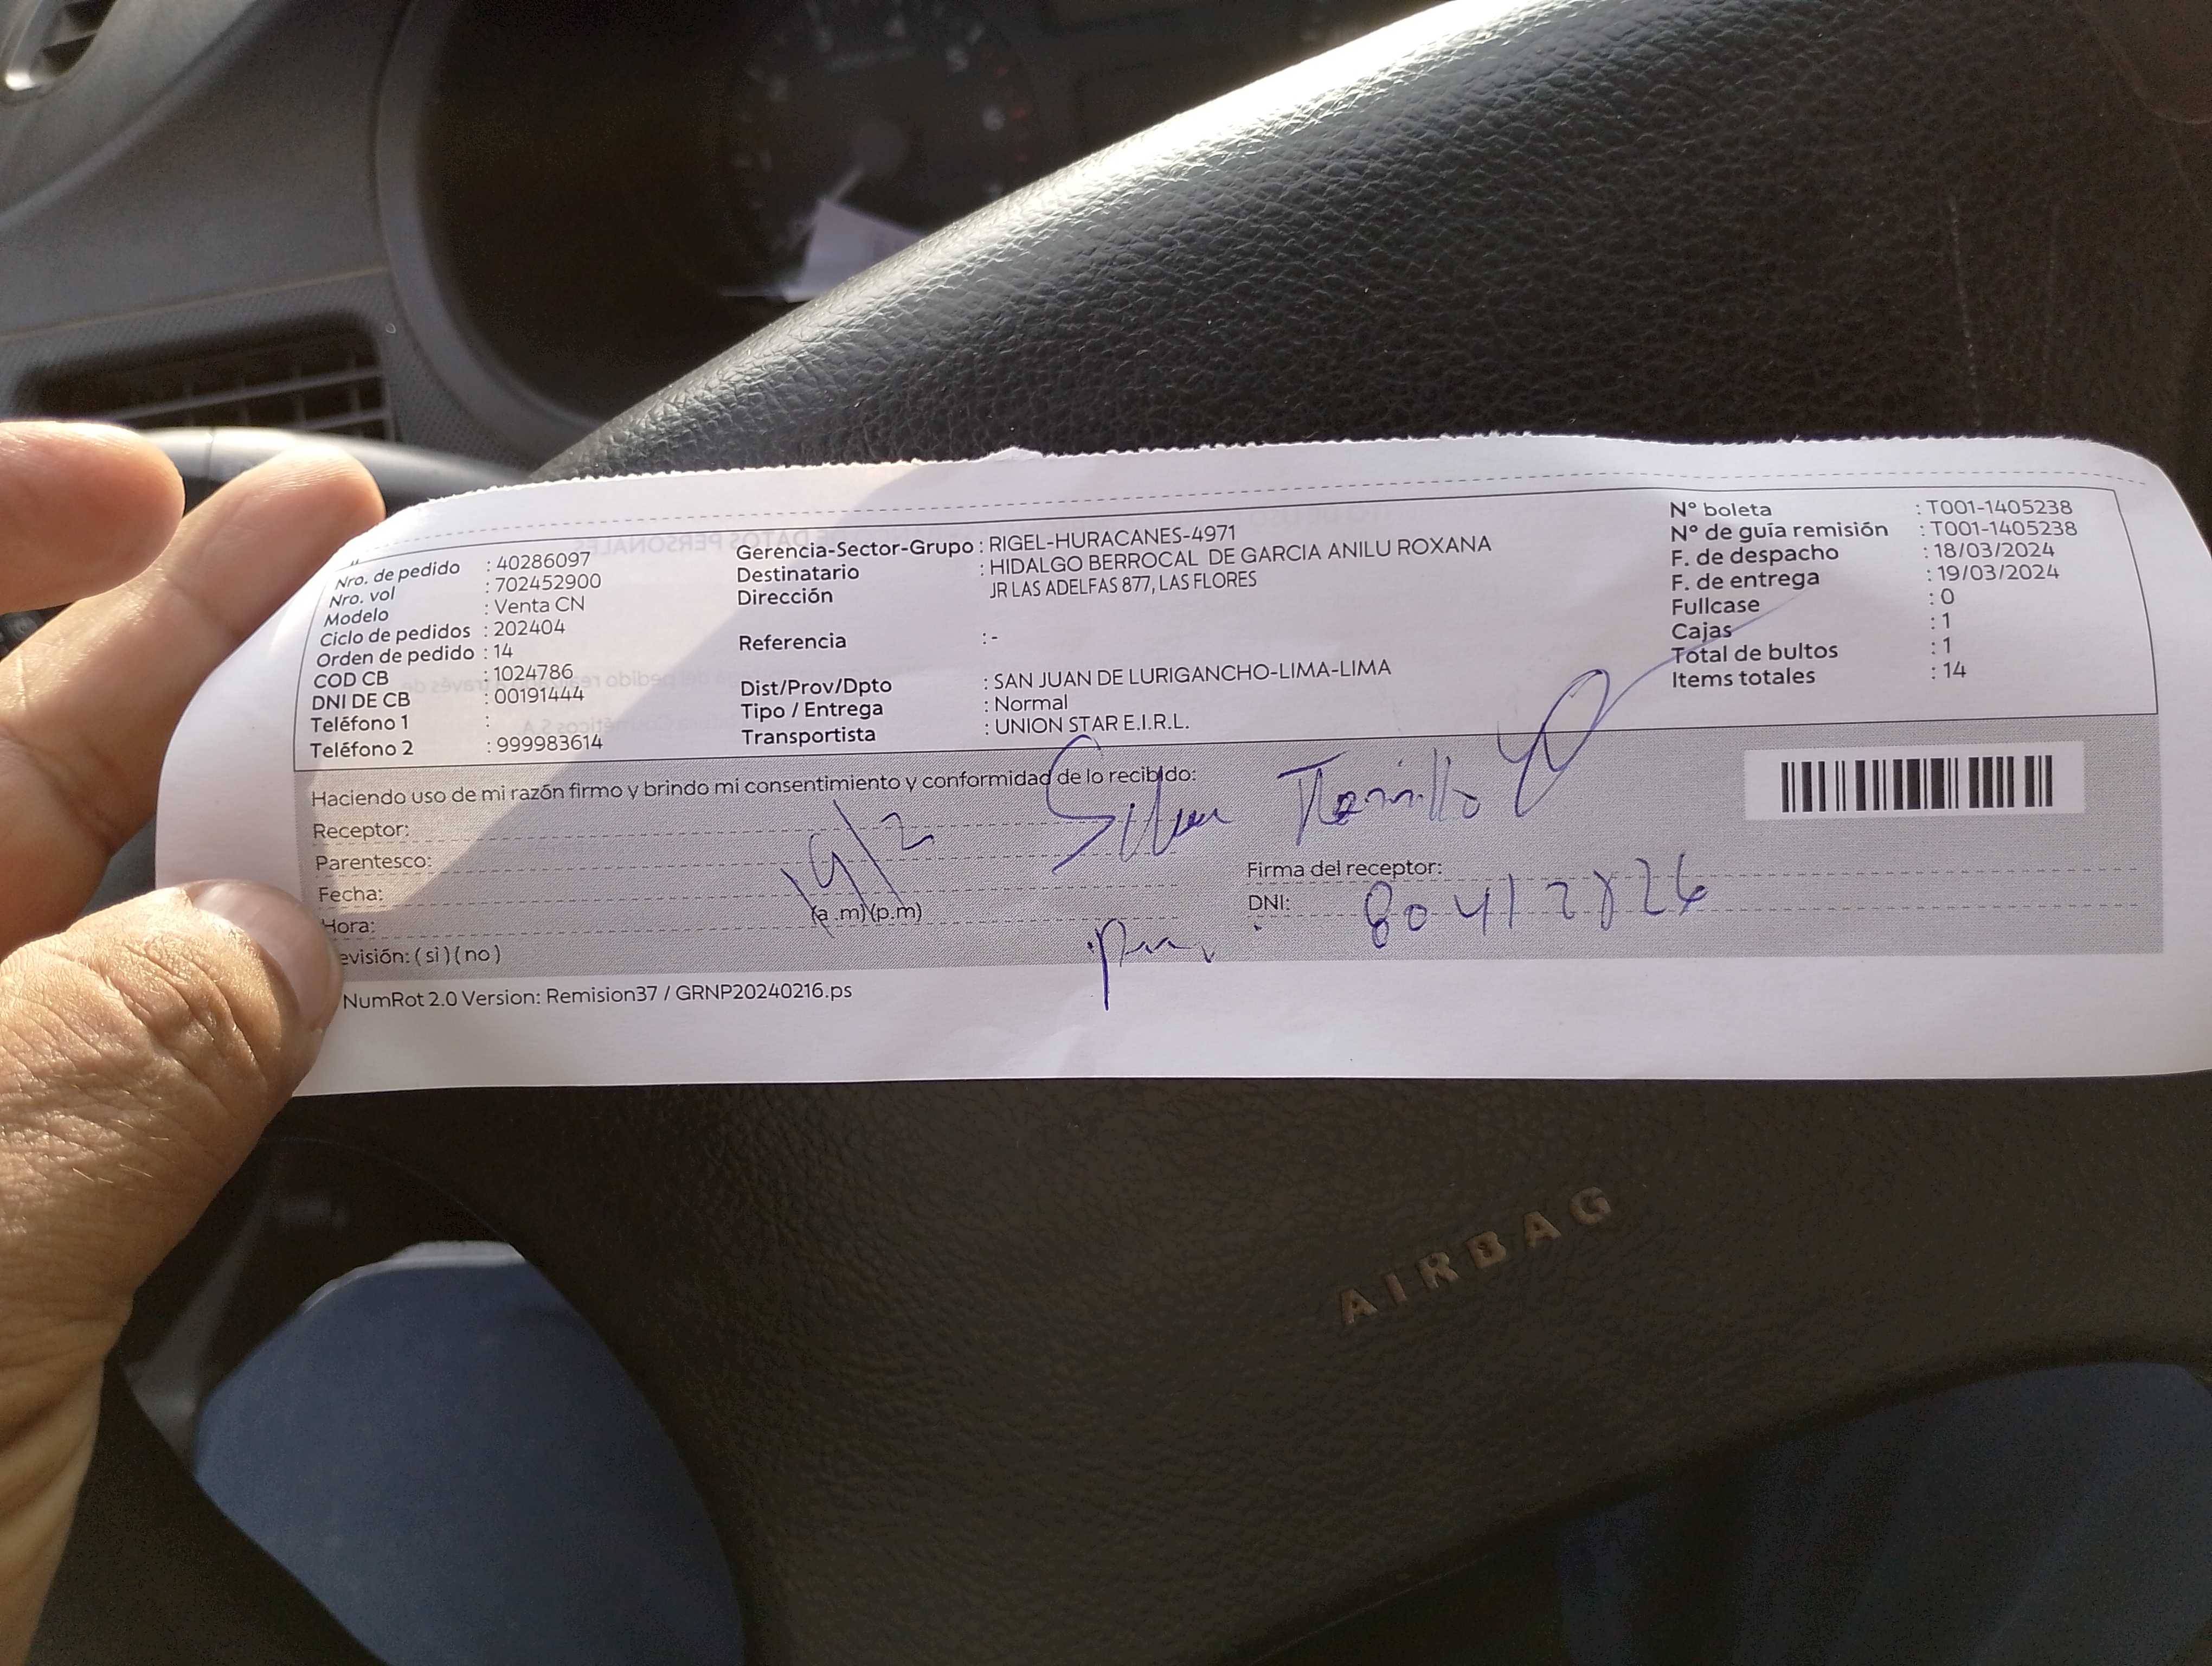 Nro. de pedido : 40286097
Nro. vol : 702452900
Modelo : Venta CN
Ciclo de pedidos : 202404
Orden de pedido : 14
COD CB : 1024786
DNI DE CB : 00191444
Teléfono 1 :
Teléfono 2 : 999983614
Gerencia-Sector-Grupo : RIGEL-HURACANES-4971
Destinatario : HIDALGO BERROCAL DE GARCIA ANILU ROXANA
Dirección JR LAS ADELFAS 877, LAS FLORES
Referencia : -
Dist/Prov/Dpto : SAN JUAN DE LURIGANCHO-LIMA-LIMA
Tipo / Entrega : Normal
Transportista : UNION STAR E.I.R.L.
N° boleta : T001-1405238
N° de guía remisión : T001-1405238
F. de despacho : 18/03/2024
F. de entrega : 19/03/2024
Fullcase : 0
Cajas : 1
Total de bultos : 1
Items totales : 14
Haciendo uso de mi razón firmo y brindo mi consentimiento y conformidad de lo recibido:
Receptor:
Parentesco:
Fecha:
Hora: (a.m)(p.m)
evisión: (si)(no)
Firma del receptor:
DNI: 80412826
NumRot 2.0 Version: Remision37 / GRNP20240216.ps
AIRBAG